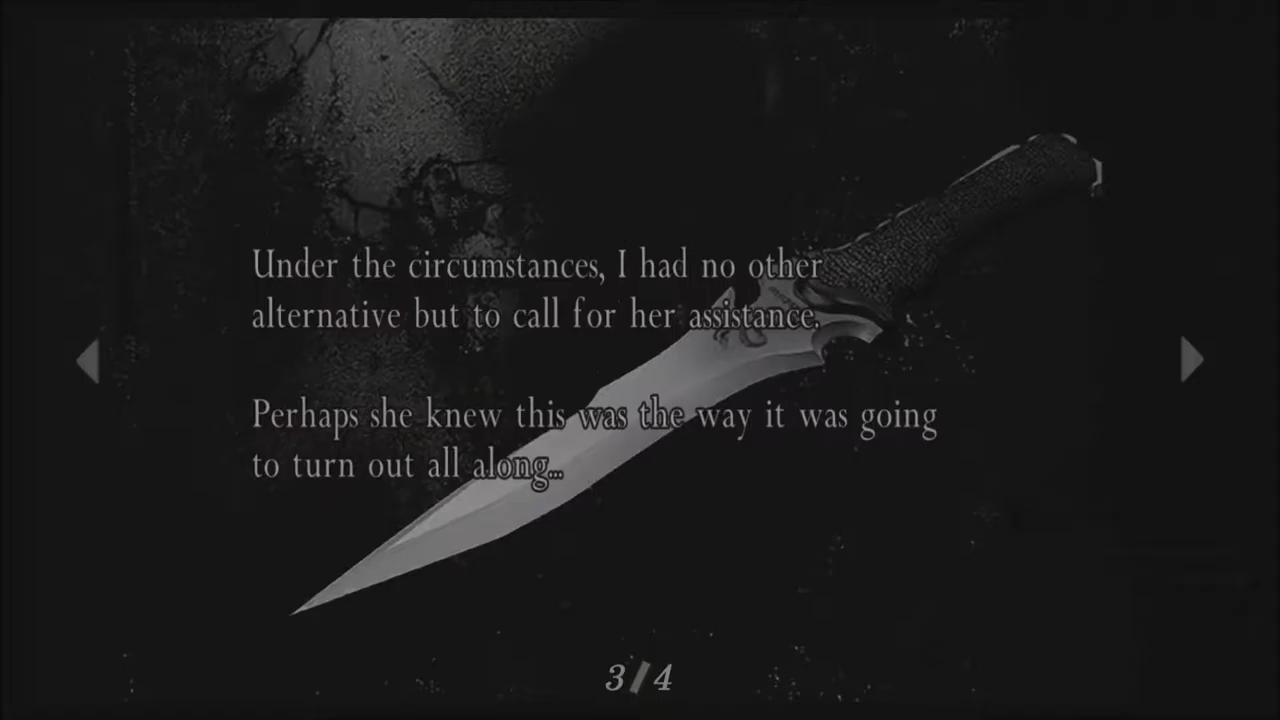 Under the circumstances, I had no other
alternative but to call for her assistance.
Perhaps she knew this was the way it was going
to turn out all along...
3/4